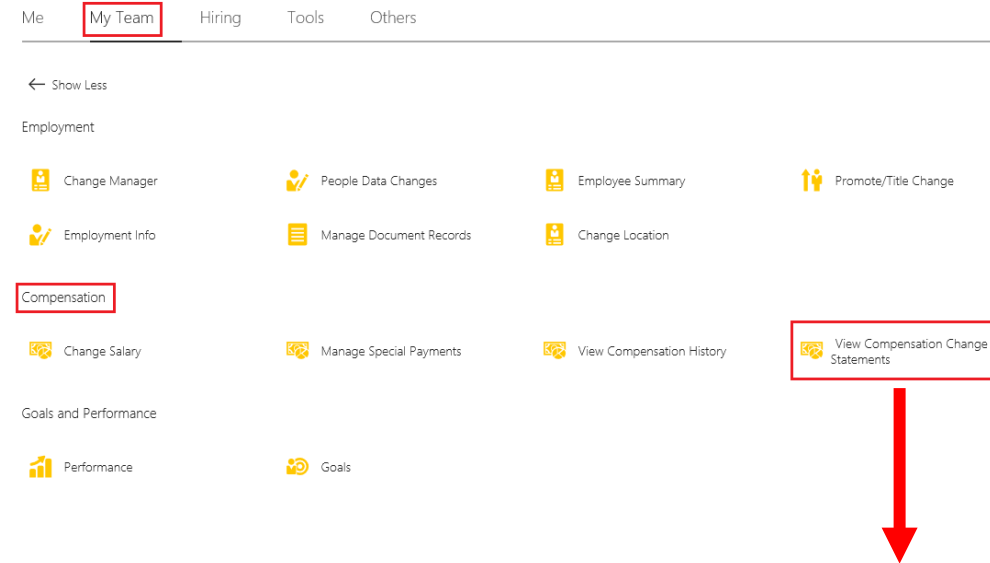 Me My Team Hiring Tools Others
Show Less
Employment
Change Manager People Data Changes Employee Summary Promote/Title Change
Employment Info Manage Document Records Change Location
Compensation
Change Salary Manage Special Payments View Compensation History View Compensation Change
Statements
Goals and Performance
Performance Goals